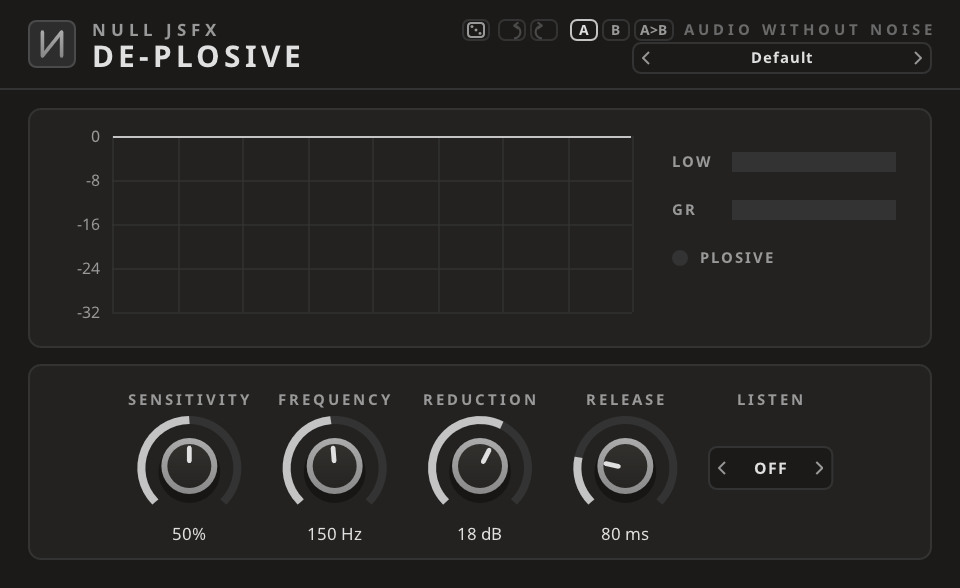 NULL JSFX
DE-PLOSIVE
A B A>B AUDIO WITHOUT NOISE
Default
0
-8
-16
-24
-32
LOW
GR
PLOSIVE
SENSITIVITY FREQUENCY REDUCTION RELEASE LISTEN
OFF
50% 150 Hz 18 dB 80 ms